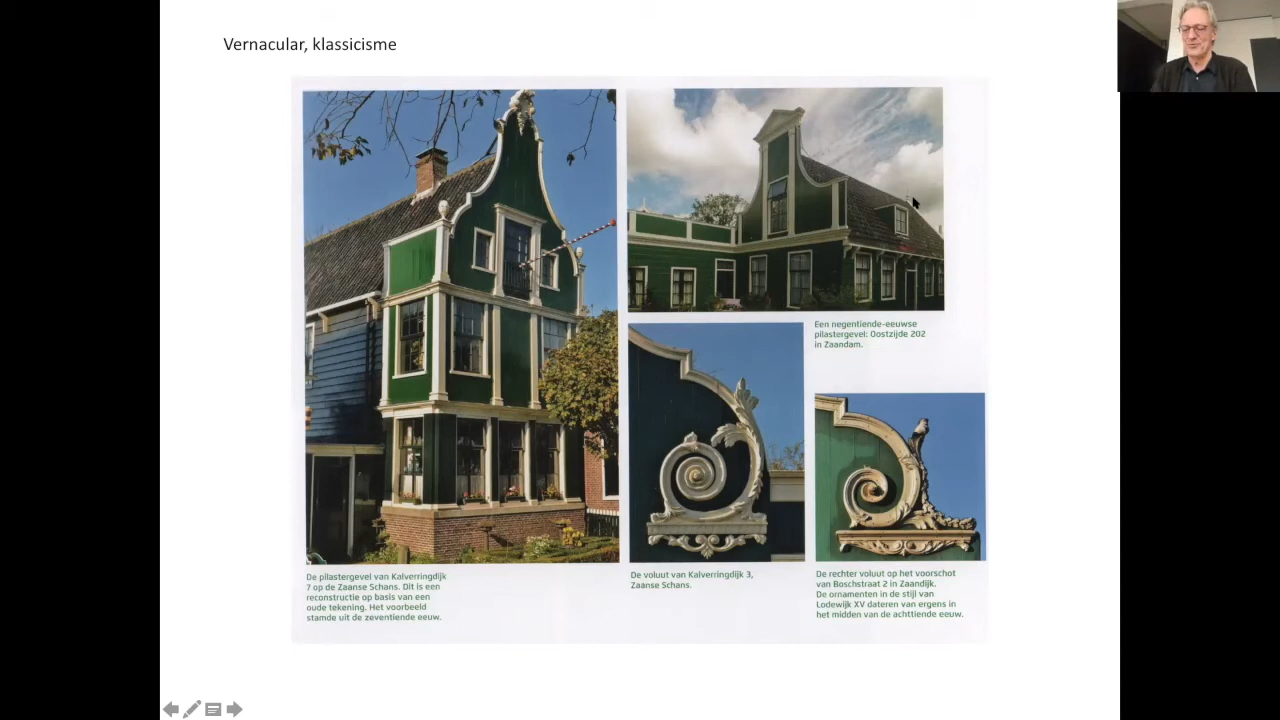 Vernacular, klassicisme
De pilastergevel van Kalverringdijk
7 op de Zaanse Schans. Dit is een
reconstructie op basis van een
oude tekening. Het voorbeeld
stamde uit de zeventiende eeuw.
Een negentiende-eeuwse
pilastergevel: Oostzijde 202
in Zaandam.
De voluut van Kalverringdijk 3,
Zaanse Schans.
De rechter voluut op het voorschot
van Boschstraat 2 in Zaandijk.
De ornamenten in de stijl van
Lodewijk XV dateren van ergens in
het midden van de achttiende eeuw.